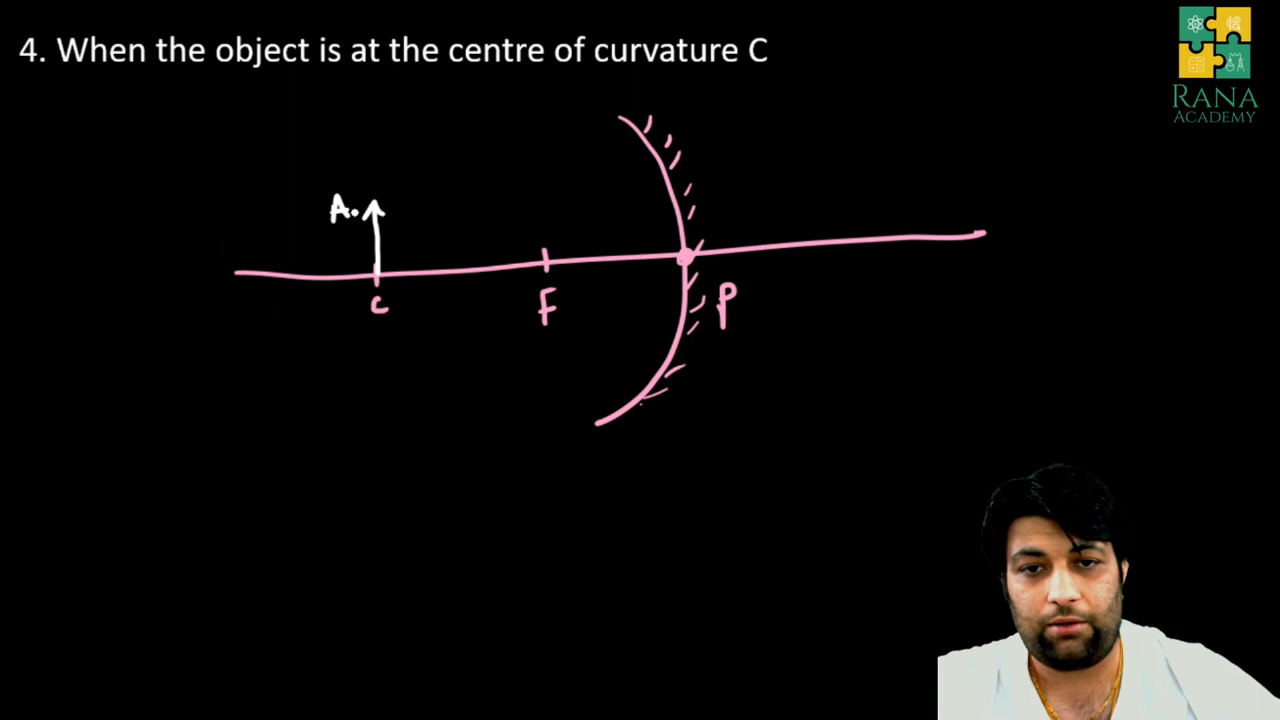 4. When the object is at the centre of curvature C
RANA
ACADEMY
A.
C
F
P